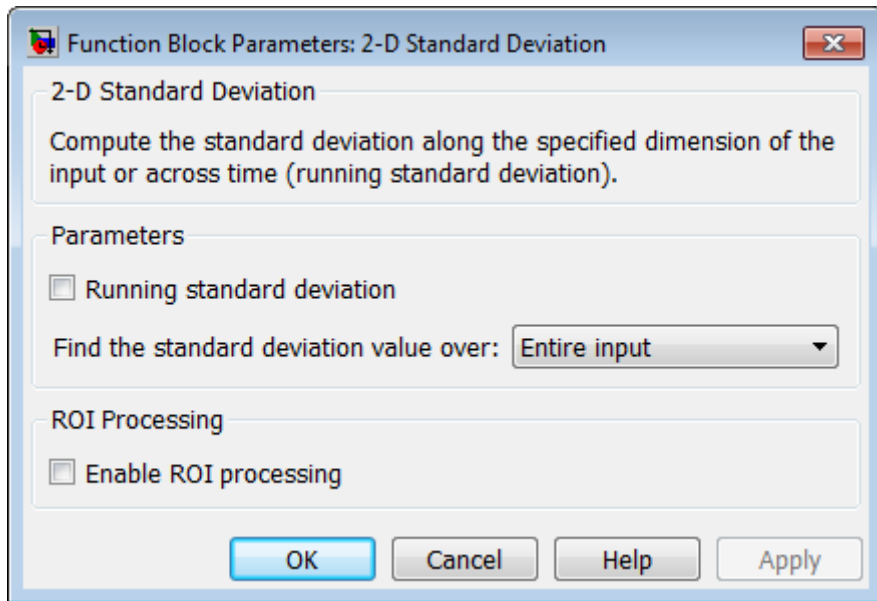 Function Block Parameters: 2-D Standard Deviation
2-D Standard Deviation
Compute the standard deviation along the specified dimension of the
input or across time (running standard deviation).
Parameters
Running standard deviation
Find the standard deviation value over: Entire input
ROI Processing
Enable ROI processing
OK Cancel Help Apply